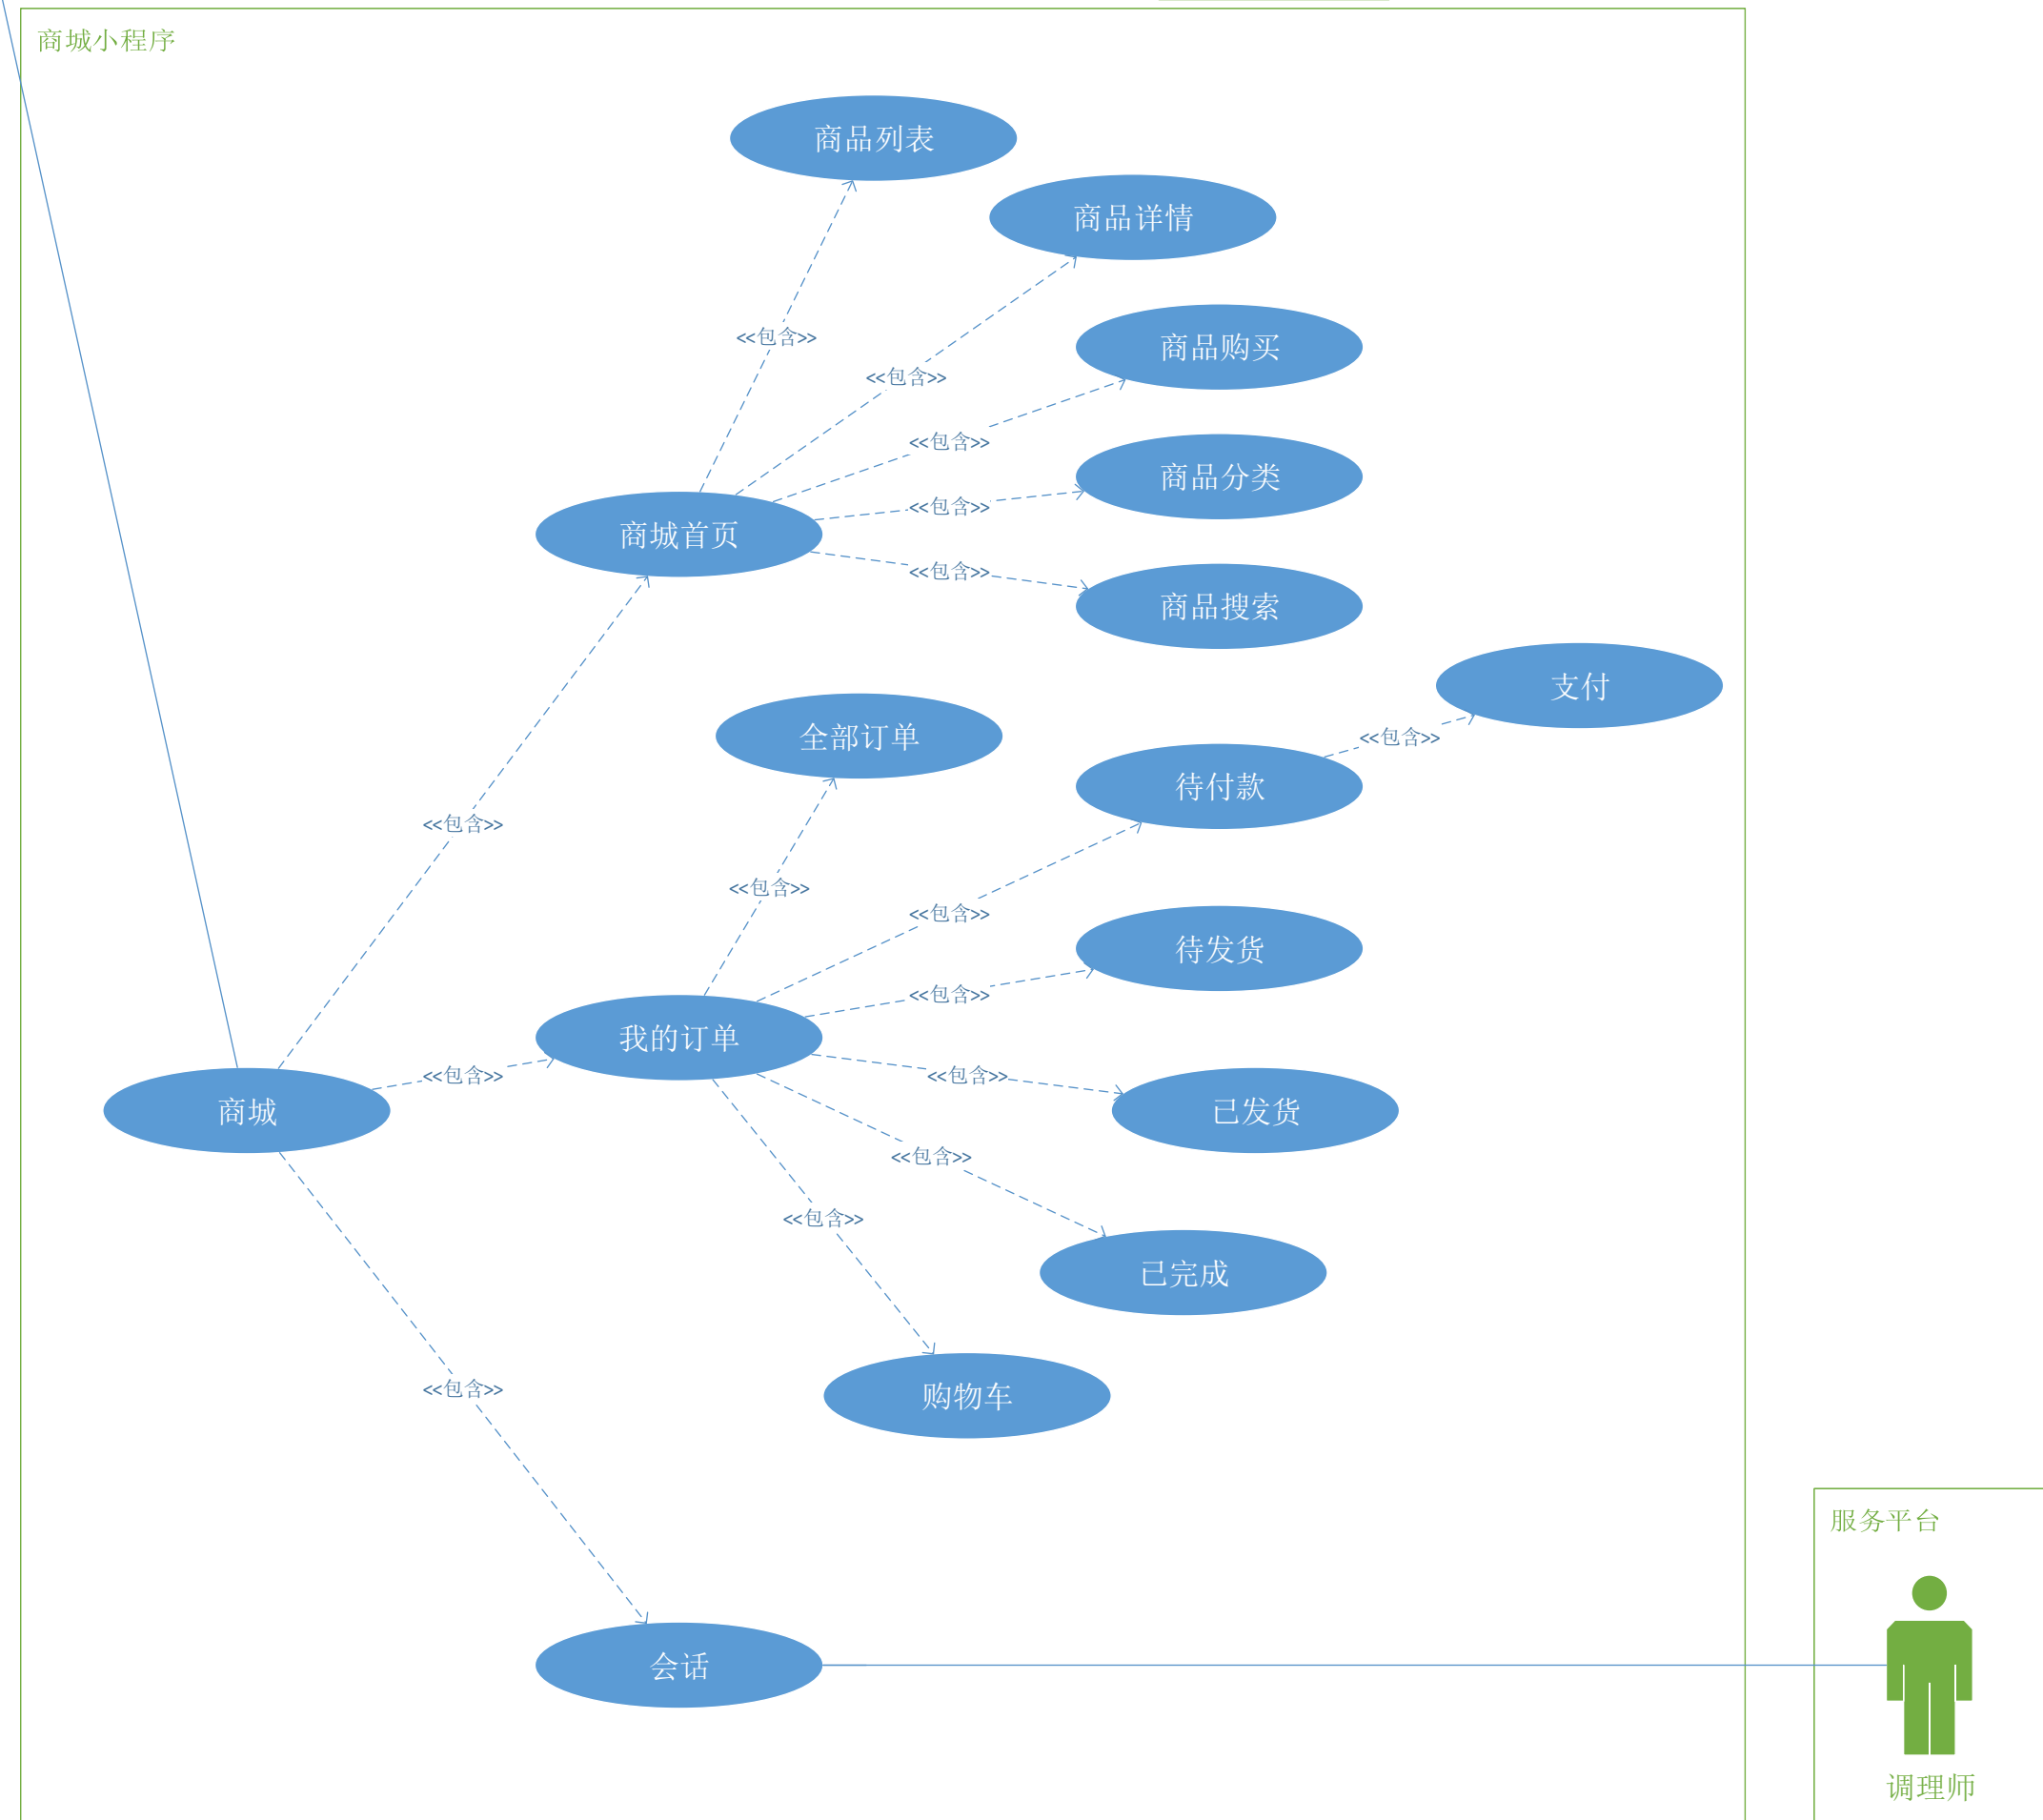 商城小程序
商品列表
商品详情
<<包含>>
商品购买
<<包含>>
<<包含>>
商品分类
<<包含>>
商城首页
<<包含>>
商品搜索
支付
全部订单
<<包含>>
待付款
<<包含>>
<<包含>>
<<包含>>
待发货
<<包含>>
我的订单
<<包含>>
<<包含>>
商城
已发货
<<包含>>
<<包含>>
已完成
<<包含>>
购物车
服务平台
会话
调理师